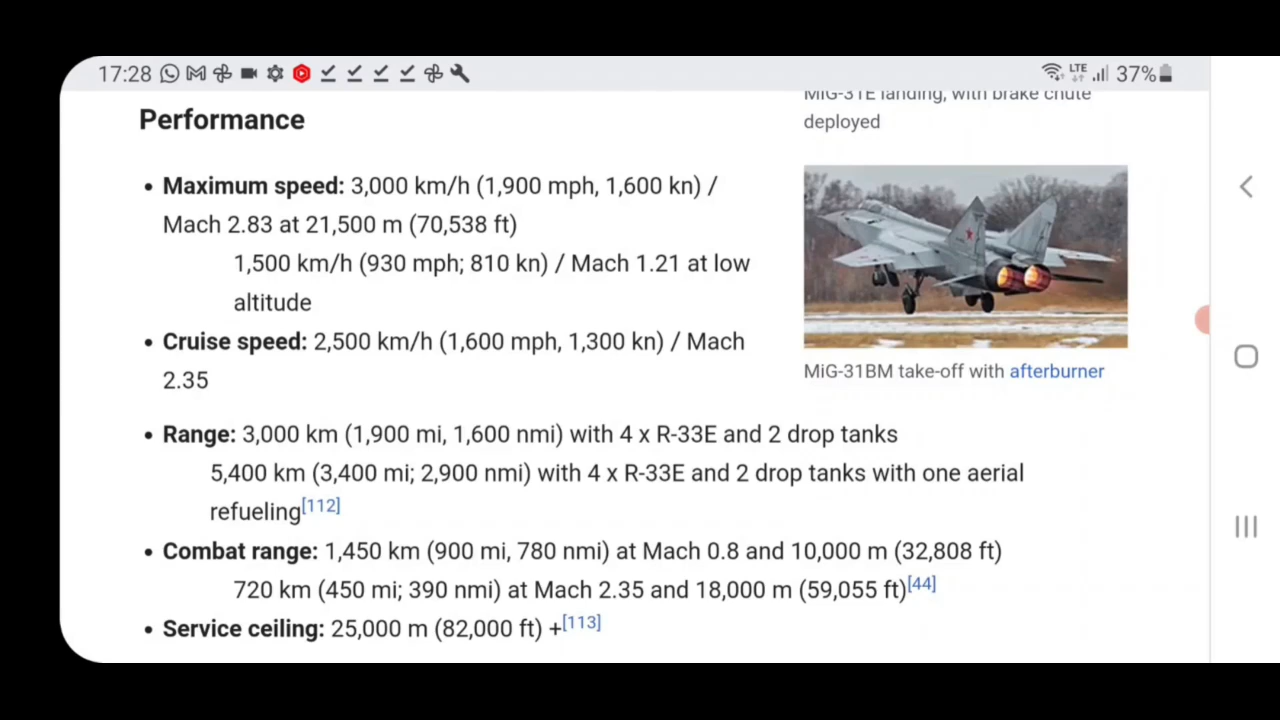 17:28
LTE 37%
MiG-31E landing, with brake chute
deployed
Performance
• Maximum speed: 3,000 km/h (1,900 mph, 1,600 kn) /
Mach 2.83 at 21,500 m (70,538 ft)
1,500 km/h (930 mph; 810 kn) / Mach 1.21 at low
altitude
• Cruise speed: 2,500 km/h (1,600 mph, 1,300 kn) / Mach
2.35
MiG-31BM take-off with afterburner
• Range: 3,000 km (1,900 mi, 1,600 nmi) with 4 x R-33E and 2 drop tanks
5,400 km (3,400 mi; 2,900 nmi) with 4 x R-33E and 2 drop tanks with one aerial
refueling[112]
• Combat range: 1,450 km (900 mi, 780 nmi) at Mach 0.8 and 10,000 m (32,808 ft)
720 km (450 mi; 390 nmi) at Mach 2.35 and 18,000 m (59,055 ft)[44]
• Service ceiling: 25,000 m (82,000 ft) +[113]